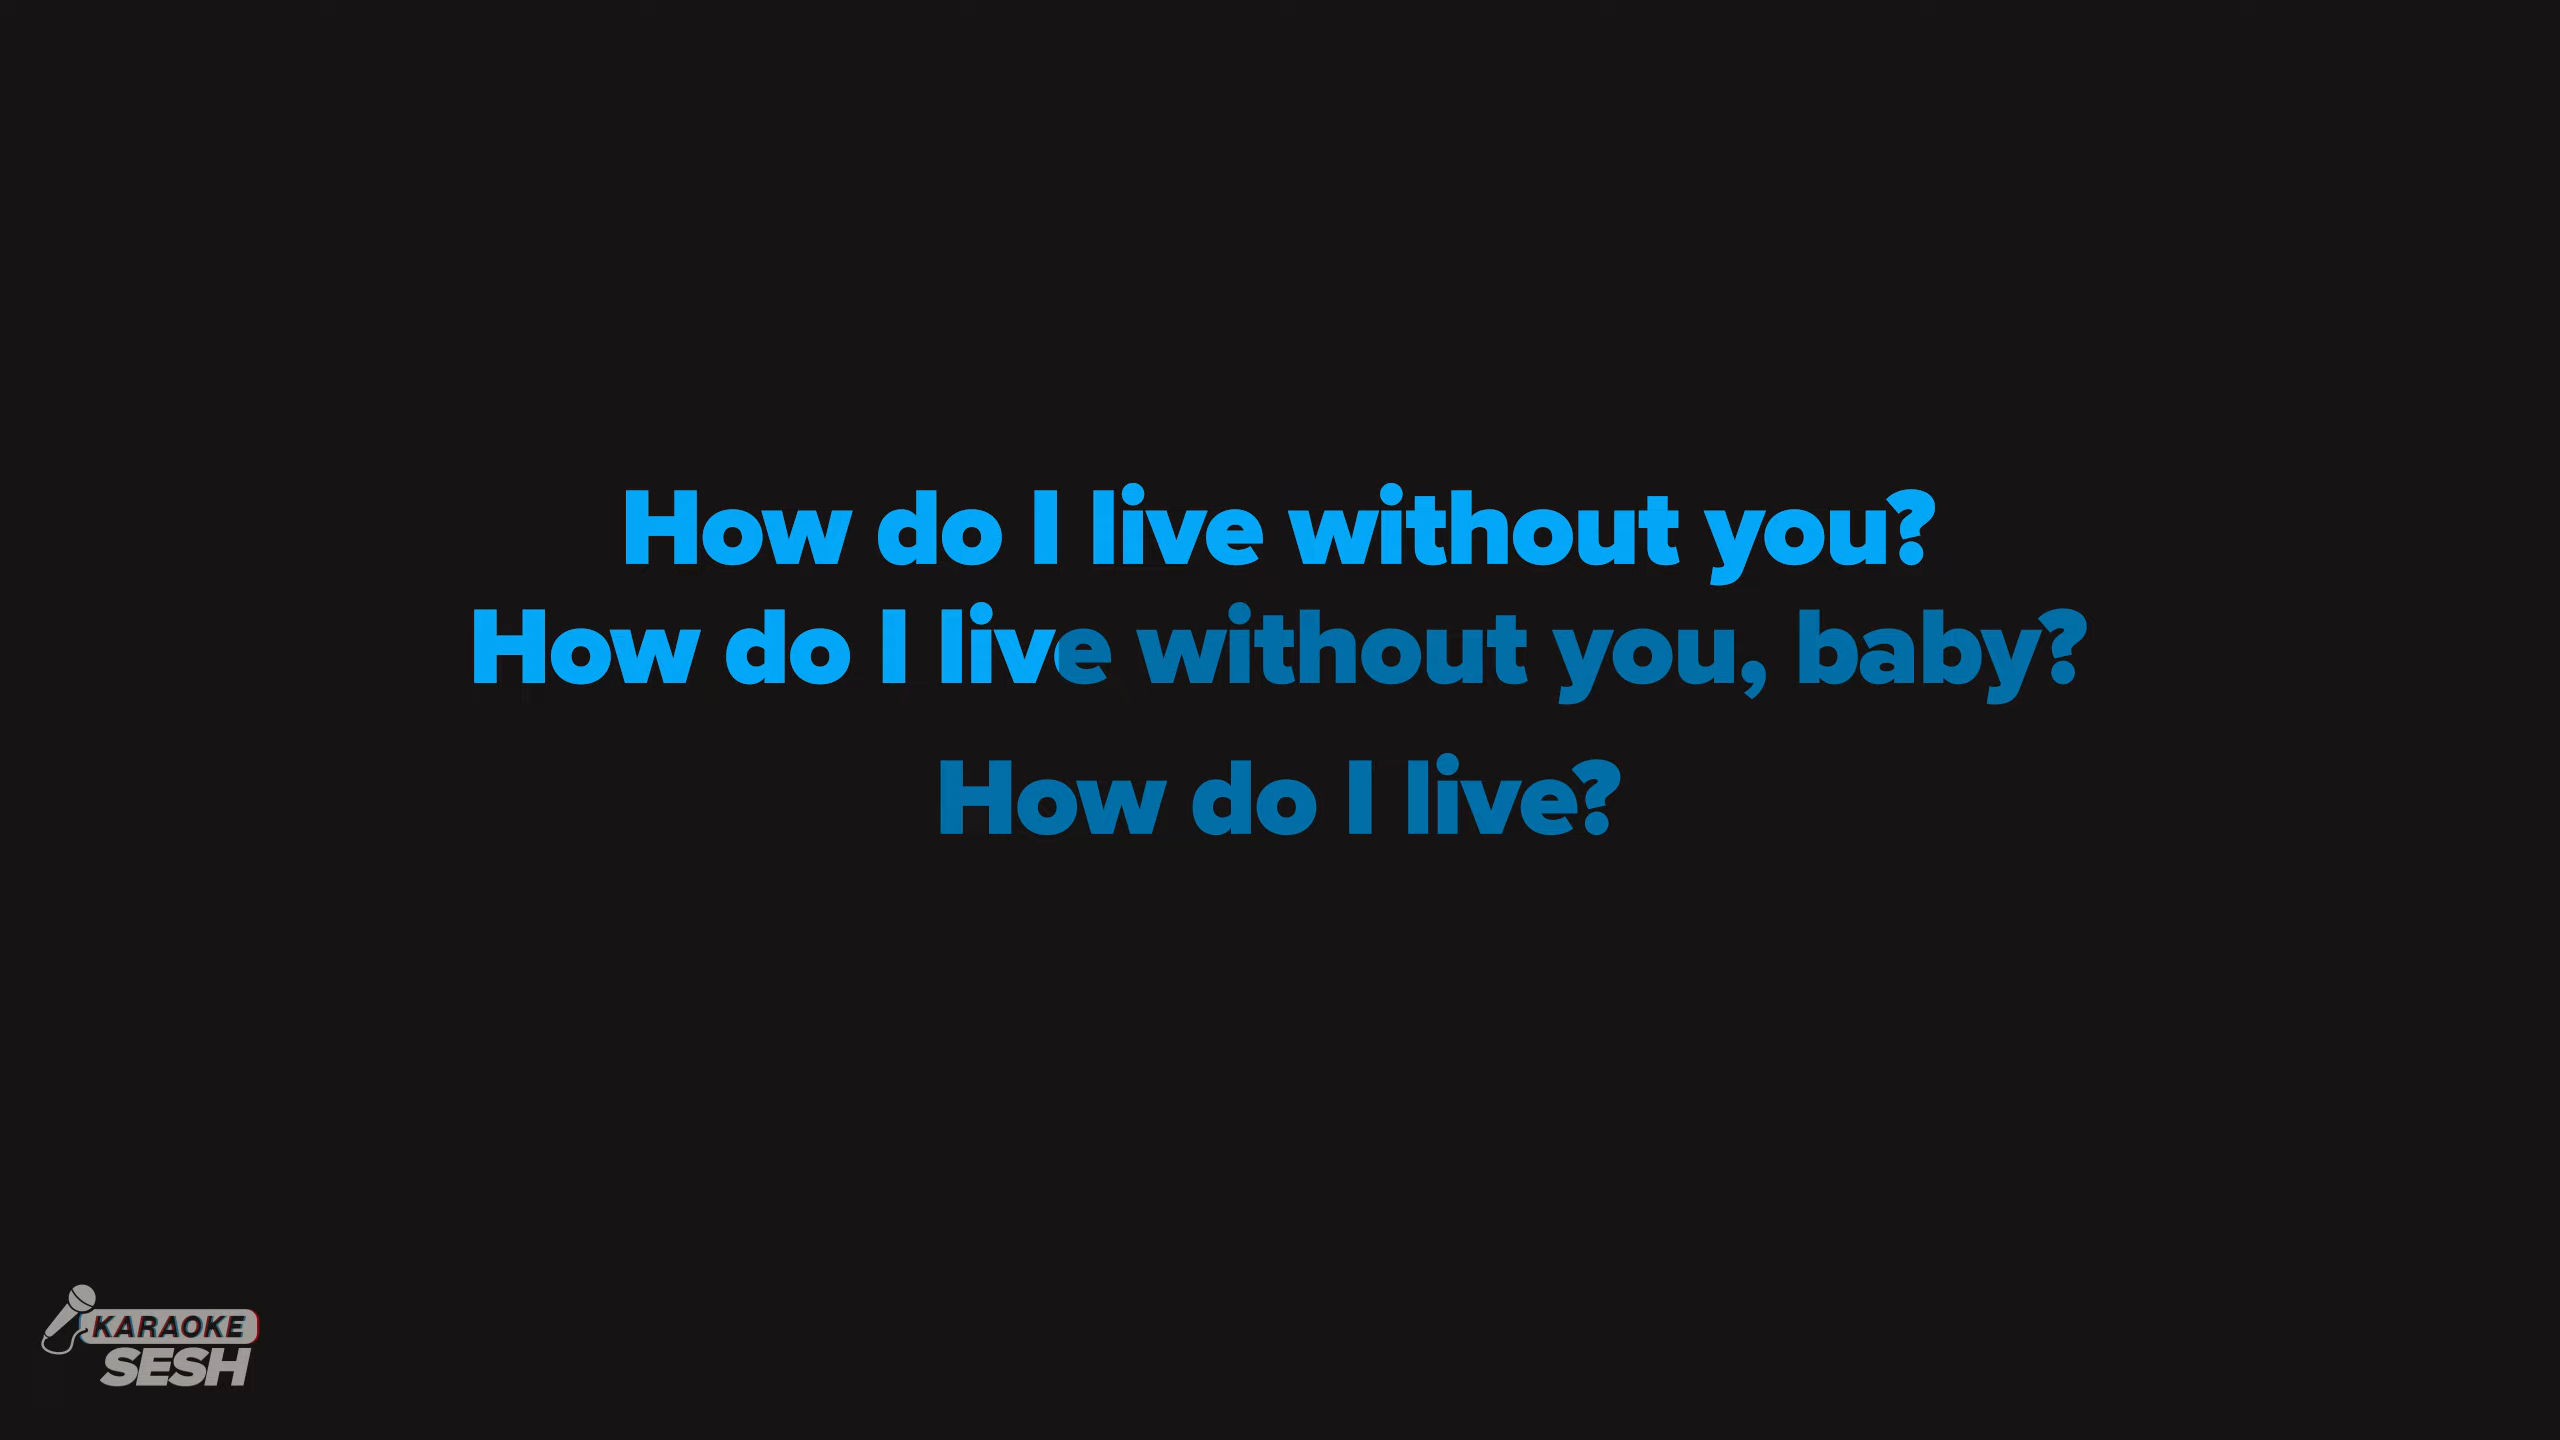 How do I live without you?
How do I live without you, baby?
How do I live?
KARAOKE
SESH